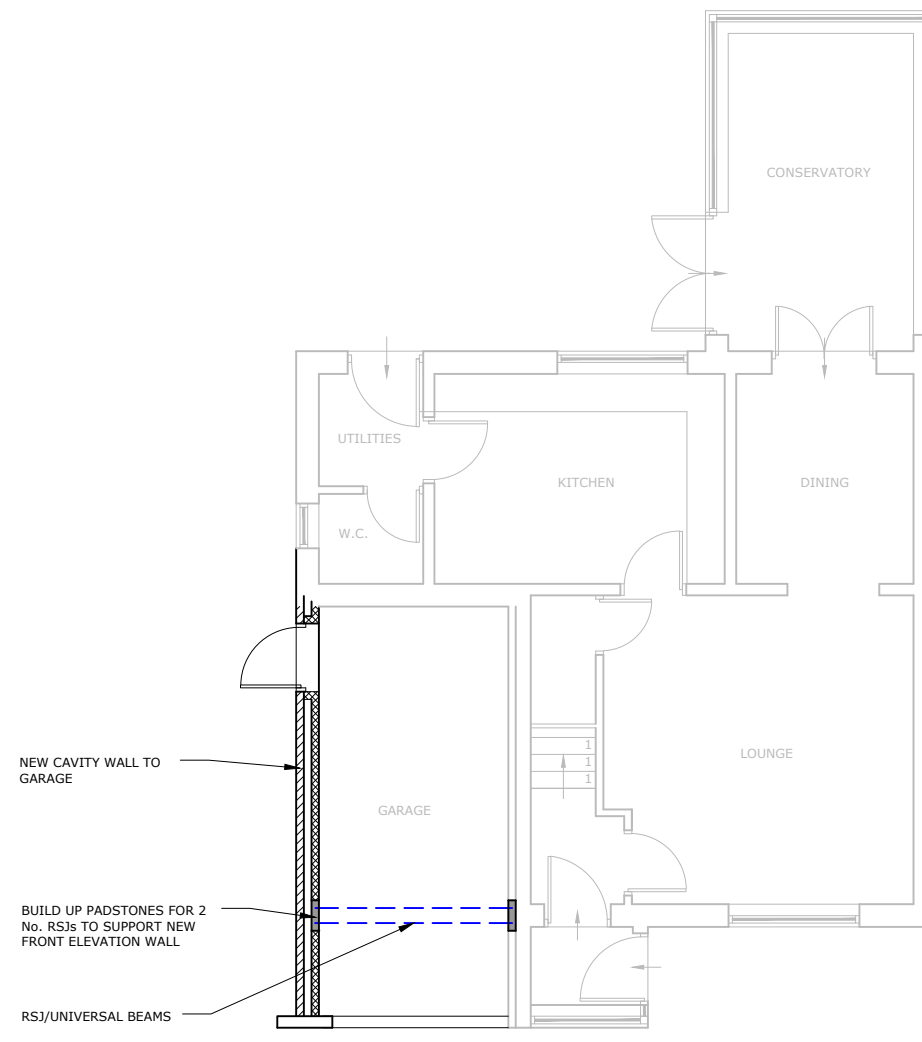 CONSERVATORY
UTILITIES
KITCHEN
DINING
W.C.
NEW CAVITY WALL TO
GARAGE
1
1
1
LOUNGE
GARAGE
BUILD UP PADSTONES FOR 2
No. RSJs TO SUPPORT NEW
FRONT ELEVATION WALL
RSJ/UNIVERSAL BEAMS